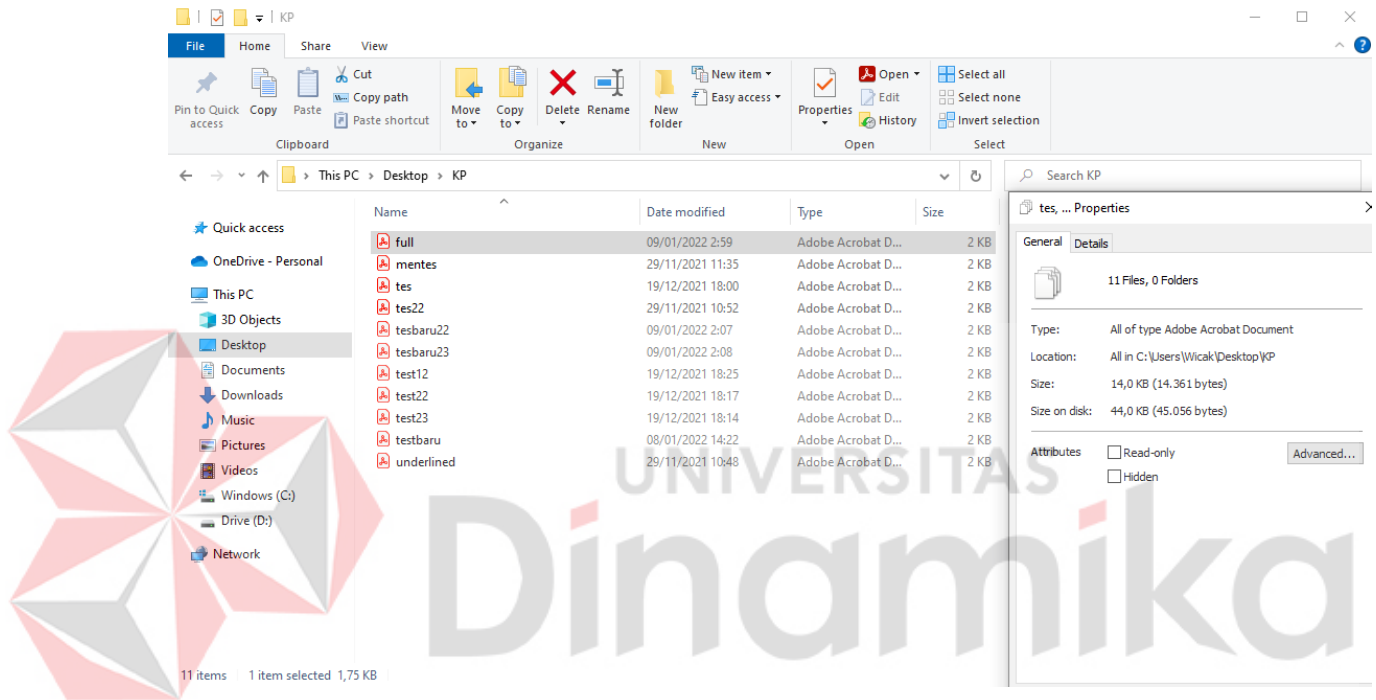 KP
File Home Share View
Pin to Quick access
Copy
Paste
Cut
Copy path
Paste shortcut
Clipboard
Move to
Copy to
Delete
Rename
Organize
New folder
New item
Easy access
New
Properties
Open
Edit
History
Open
Select all
Select none
Invert selection
Select
This PC > Desktop > KP
Search KP
Name Date modified Type Size
full 09/01/2022 2:59 Adobe Acrobat D... 2 KB
mentes 29/11/2021 11:35 Adobe Acrobat D... 2 KB
tes 19/12/2021 18:00 Adobe Acrobat D... 2 KB
tes22 29/11/2021 10:52 Adobe Acrobat D... 2 KB
tesbaru22 09/01/2022 2:07 Adobe Acrobat D... 2 KB
tesbaru23 09/01/2022 2:08 Adobe Acrobat D... 2 KB
test12 19/12/2021 18:25 Adobe Acrobat D... 2 KB
test22 19/12/2021 18:17 Adobe Acrobat D... 2 KB
test23 19/12/2021 18:14 Adobe Acrobat D... 2 KB
testbaru 08/01/2022 14:22 Adobe Acrobat D... 2 KB
underlined 29/11/2021 10:48 Adobe Acrobat D... 2 KB
Quick access
OneDrive - Personal
This PC
3D Objects
Desktop
Documents
Downloads
Music
Pictures
Videos
Windows (C:)
Drive (D:)
Network
11 items 1 item selected 1,75 KB
tes, ... Properties
General Details
11 Files, 0 Folders
Type: All of type Adobe Acrobat Document
Location: All in C:\Users\Wicak\Desktop\KP
Size: 14,0 KB (14.361 bytes)
Size on disk: 44,0 KB (45.056 bytes)
Attributes Read-only Advanced...
Hidden
UNIVERSITAS
Dinamika